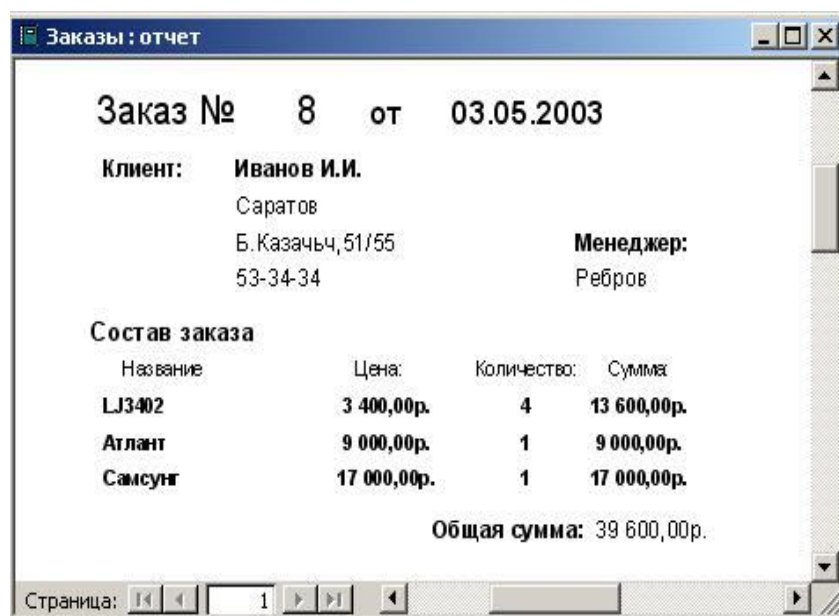 Заказы : отчет
Заказ № 8 от 03.05.2003
Клиент: Иванов И.И.
Саратов
Б.Казачьч,51/55 Менеджер:
53-34-34 Ребров
Состав заказа
Название Цена: Количество: Сумма
LJ3402 3 400,00р. 4 13 600,00р.
Атлант 9 000,00р. 1 9 000,00р.
Самсунг 17 000,00р. 1 17 000,00р.
Общая сумма: 39 600,00р.
Страница: 1